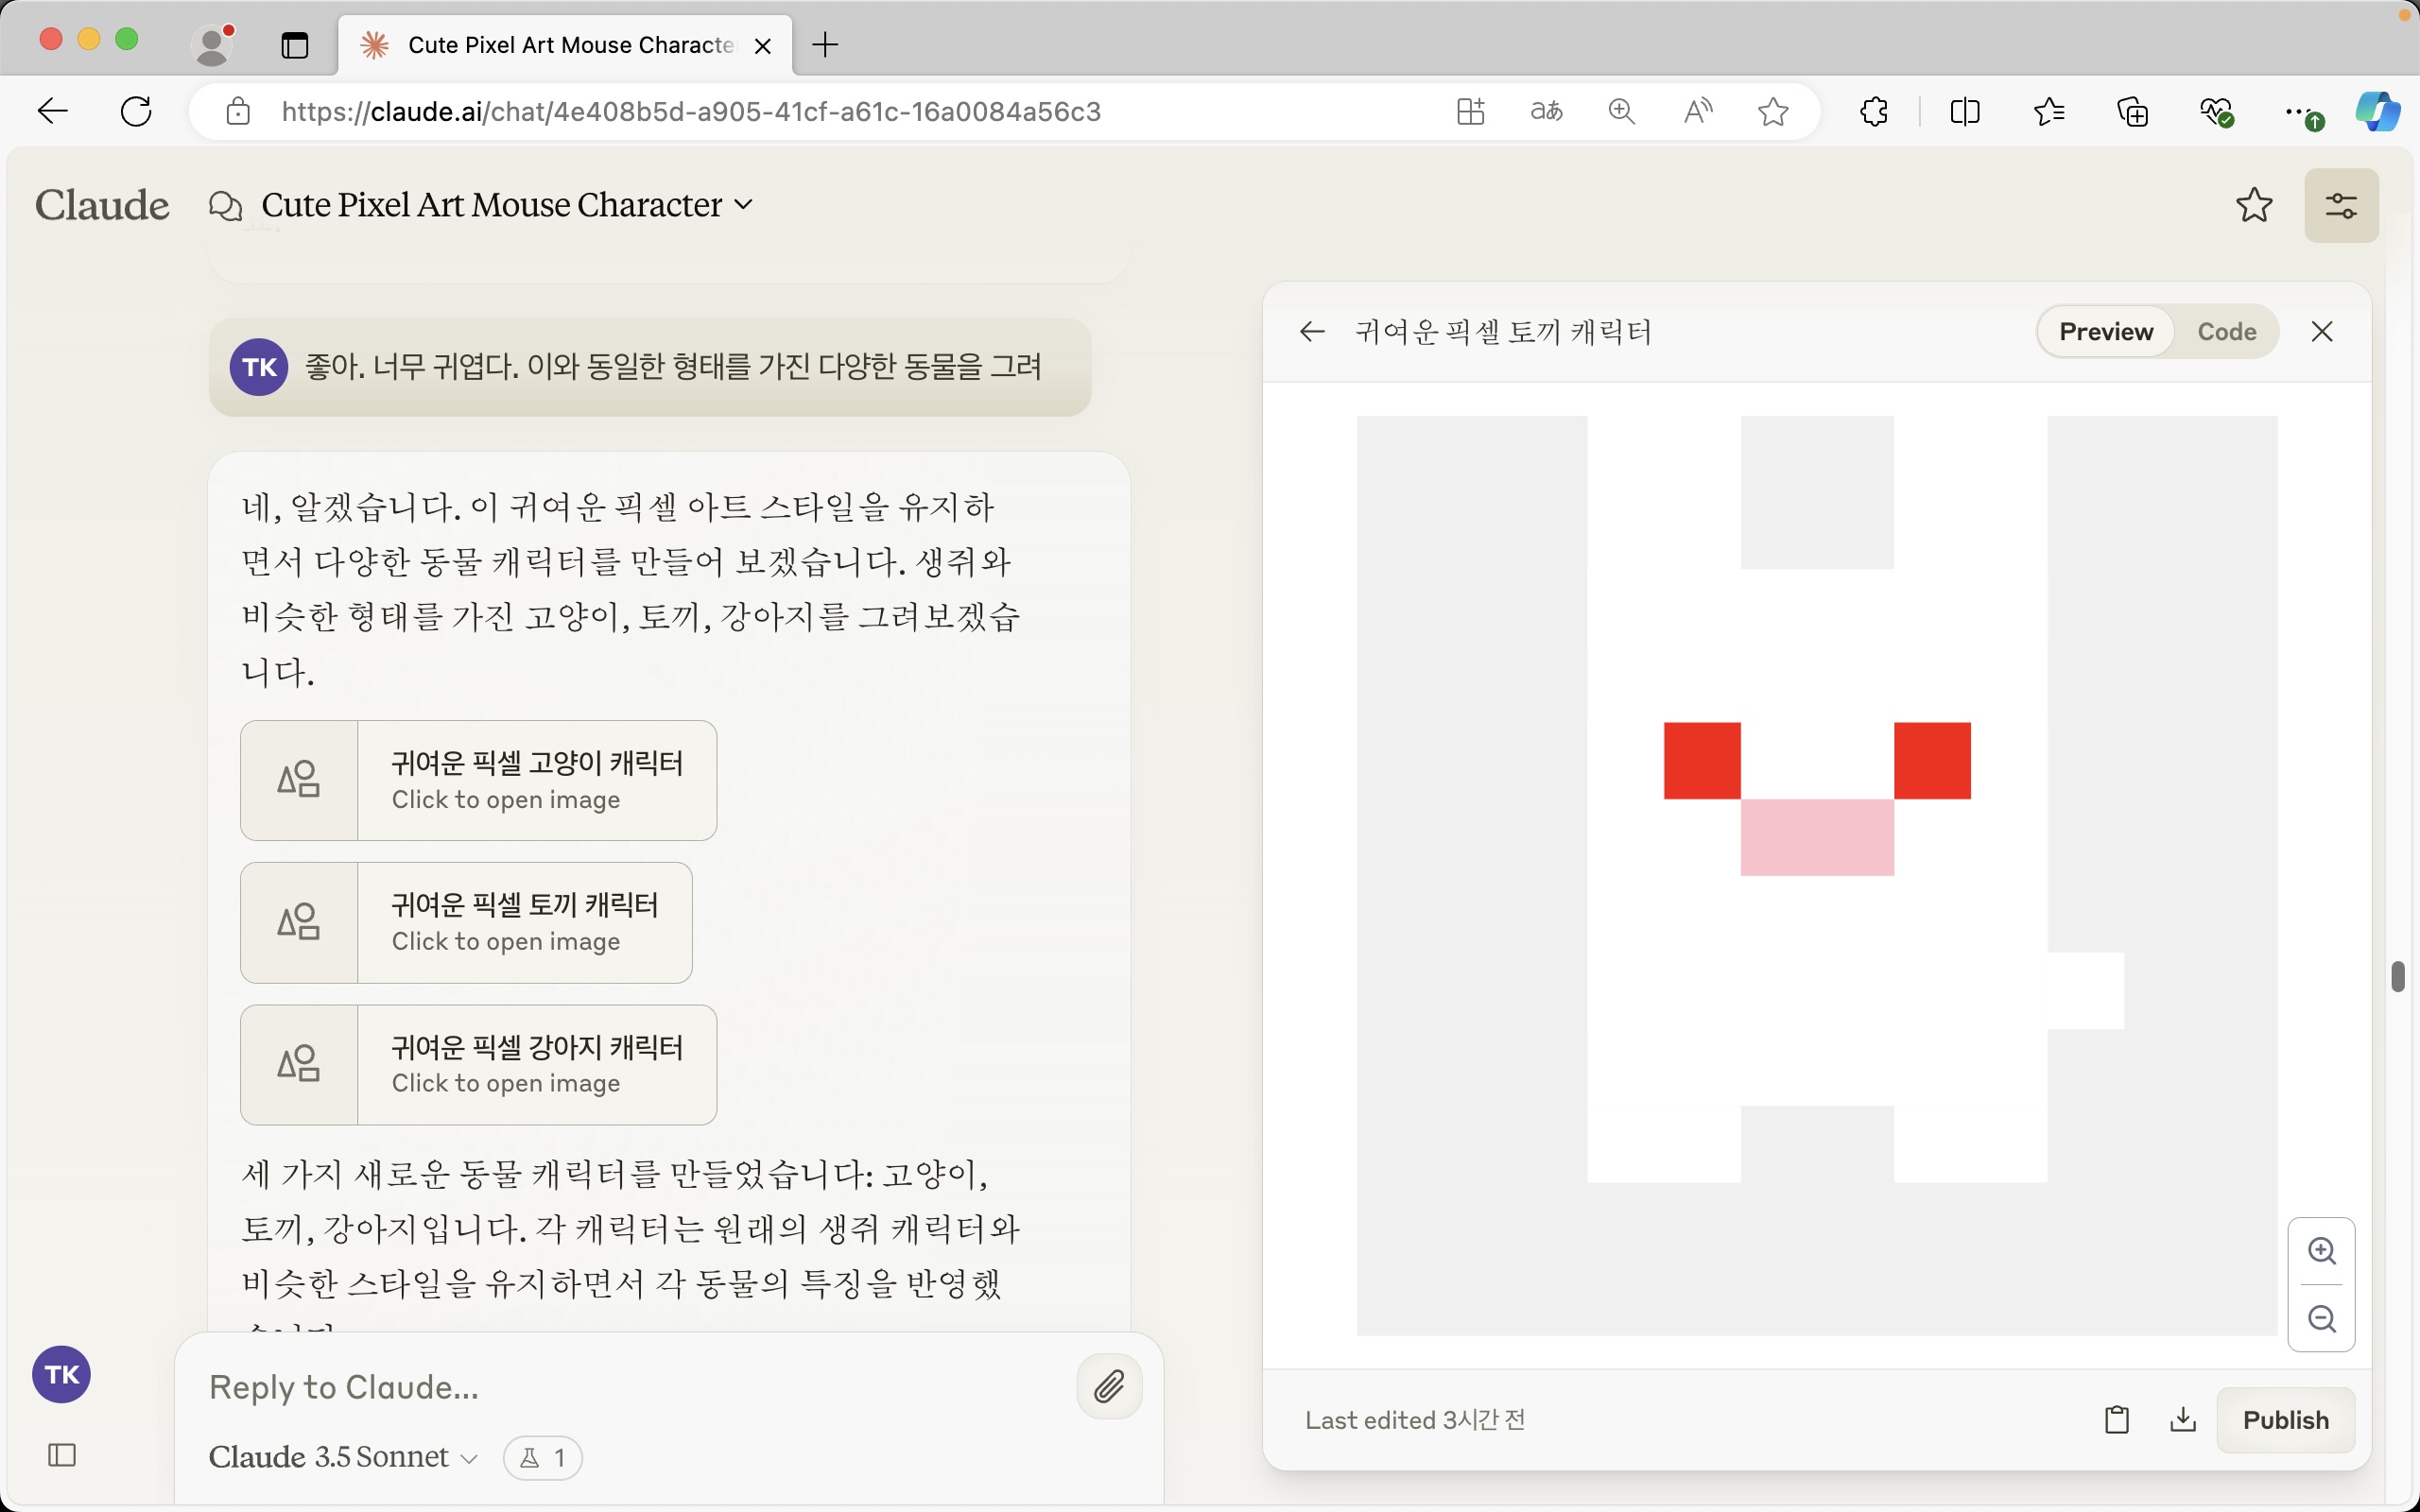 Cute Pixel Art Mouse Characte
https://claude.ai/chat/4e408b5d-a905-41cf-a61c-16a0084a56c3
aあ
Claude
Cute Pixel Art Mouse Character
TK
좋아. 너무 귀엽다. 이와 동일한 형태를 가진 다양한 동물을 그려
네, 알겠습니다. 이 귀여운 픽셀 아트 스타일을 유지하
면서 다양한 동물 캐릭터를 만들어 보겠습니다. 생쥐와
비슷한 형태를 가진 고양이, 토끼, 강아지를 그려보겠습
니다.
귀여운 픽셀 고양이 캐릭터
Click to open image
귀여운 픽셀 토끼 캐릭터
Click to open image
귀여운 픽셀 강아지 캐릭터
Click to open image
세 가지 새로운 동물 캐릭터를 만들었습니다: 고양이,
토끼, 강아지입니다. 각 캐릭터는 원래의 생쥐 캐릭터와
비슷한 스타일을 유지하면서 각 동물의 특징을 반영했
TK
Reply to Claude...
Claude 3.5 Sonnet
1
귀여운 픽셀 토끼 캐릭터
Preview
Code
Last edited 3시간 전
Publish